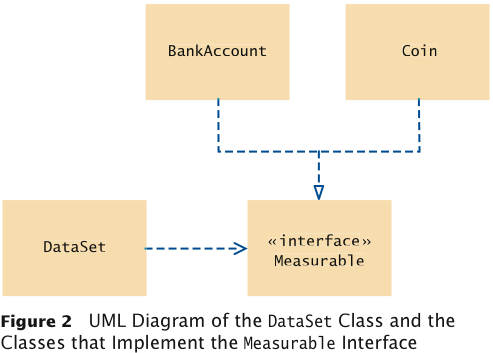 BankAccount
Coin
DataSet
«interface»
Measurable
Figure 2 UML Diagram of the DataSet Class and the
Classes that Implement the Measurable Interface